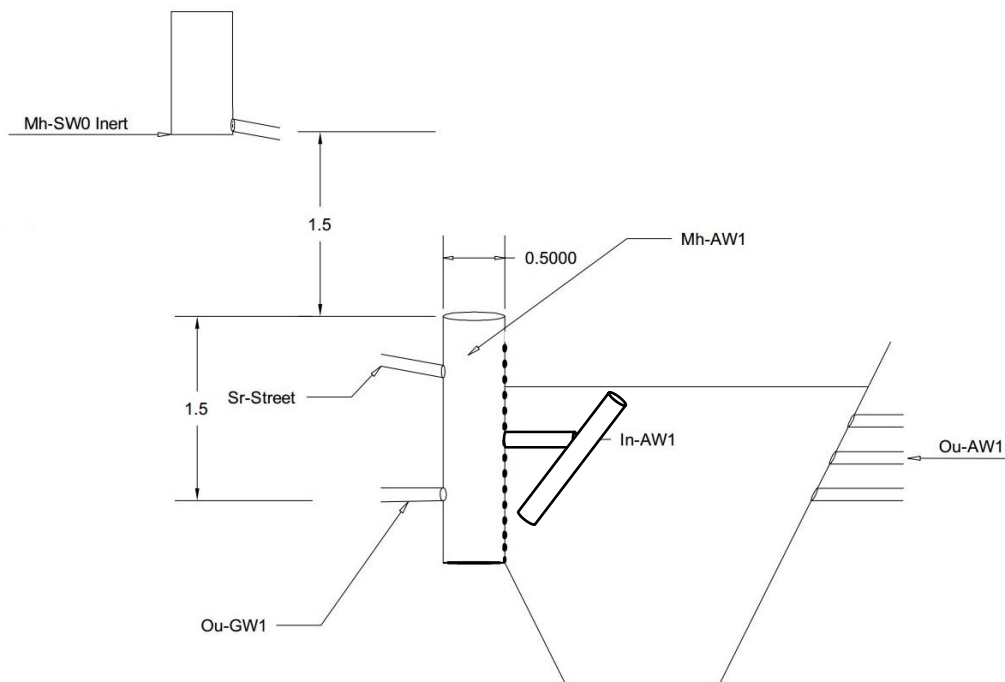 Mh-SW0 Inert
1.5
Mh-AW1
0.5000
Sr-Street
1.5
In-AW1
Ou-AW1
Ou-GW1